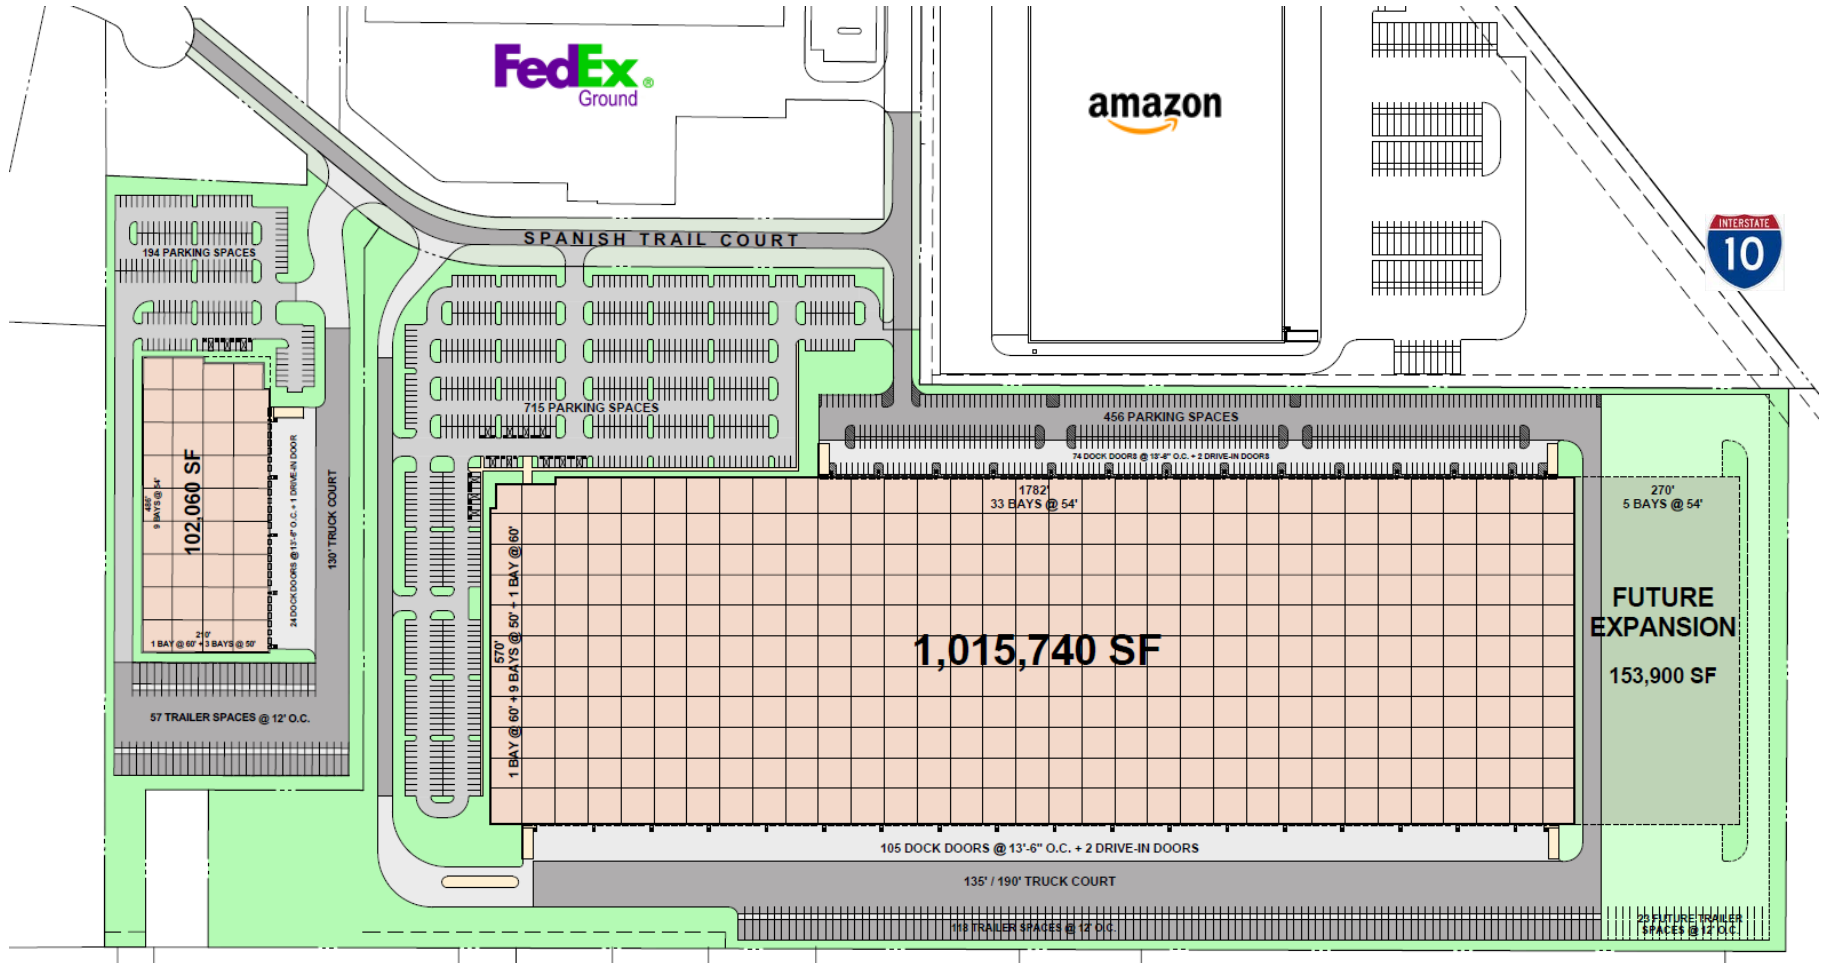 FedEx®
Ground
amazon
INTERSTATE
10
SPANISH TRAIL COURT
194 PARKING SPACES
715 PARKING SPACES
456 PARKING SPACES
74 DOCK DOORS @ 13'-6" O.C. + 2 DRIVE-IN DOORS
102,060 SF
486'
9 BAYS @ 54'
24 DOCK DOORS @ 13'-6" O.C. + 1 DRIVE-IN DOOR
130' TRUCK COURT
210'
1 BAY @ 60' + 3 BAYS @ 50'
57 TRAILER SPACES @ 12' O.C.
1782'
33 BAYS @ 54'
570'
1 BAY @ 60' + 9 BAYS @ 50' + 1 BAY @ 60'
1,015,740 SF
270'
5 BAYS @ 54'
FUTURE
EXPANSION
153,900 SF
105 DOCK DOORS @ 13'-6" O.C. + 2 DRIVE-IN DOORS
135' / 190' TRUCK COURT
118 TRAILER SPACES @ 12' O.C.
23 FUTURE TRAILER
SPACES @ 12' O.C.